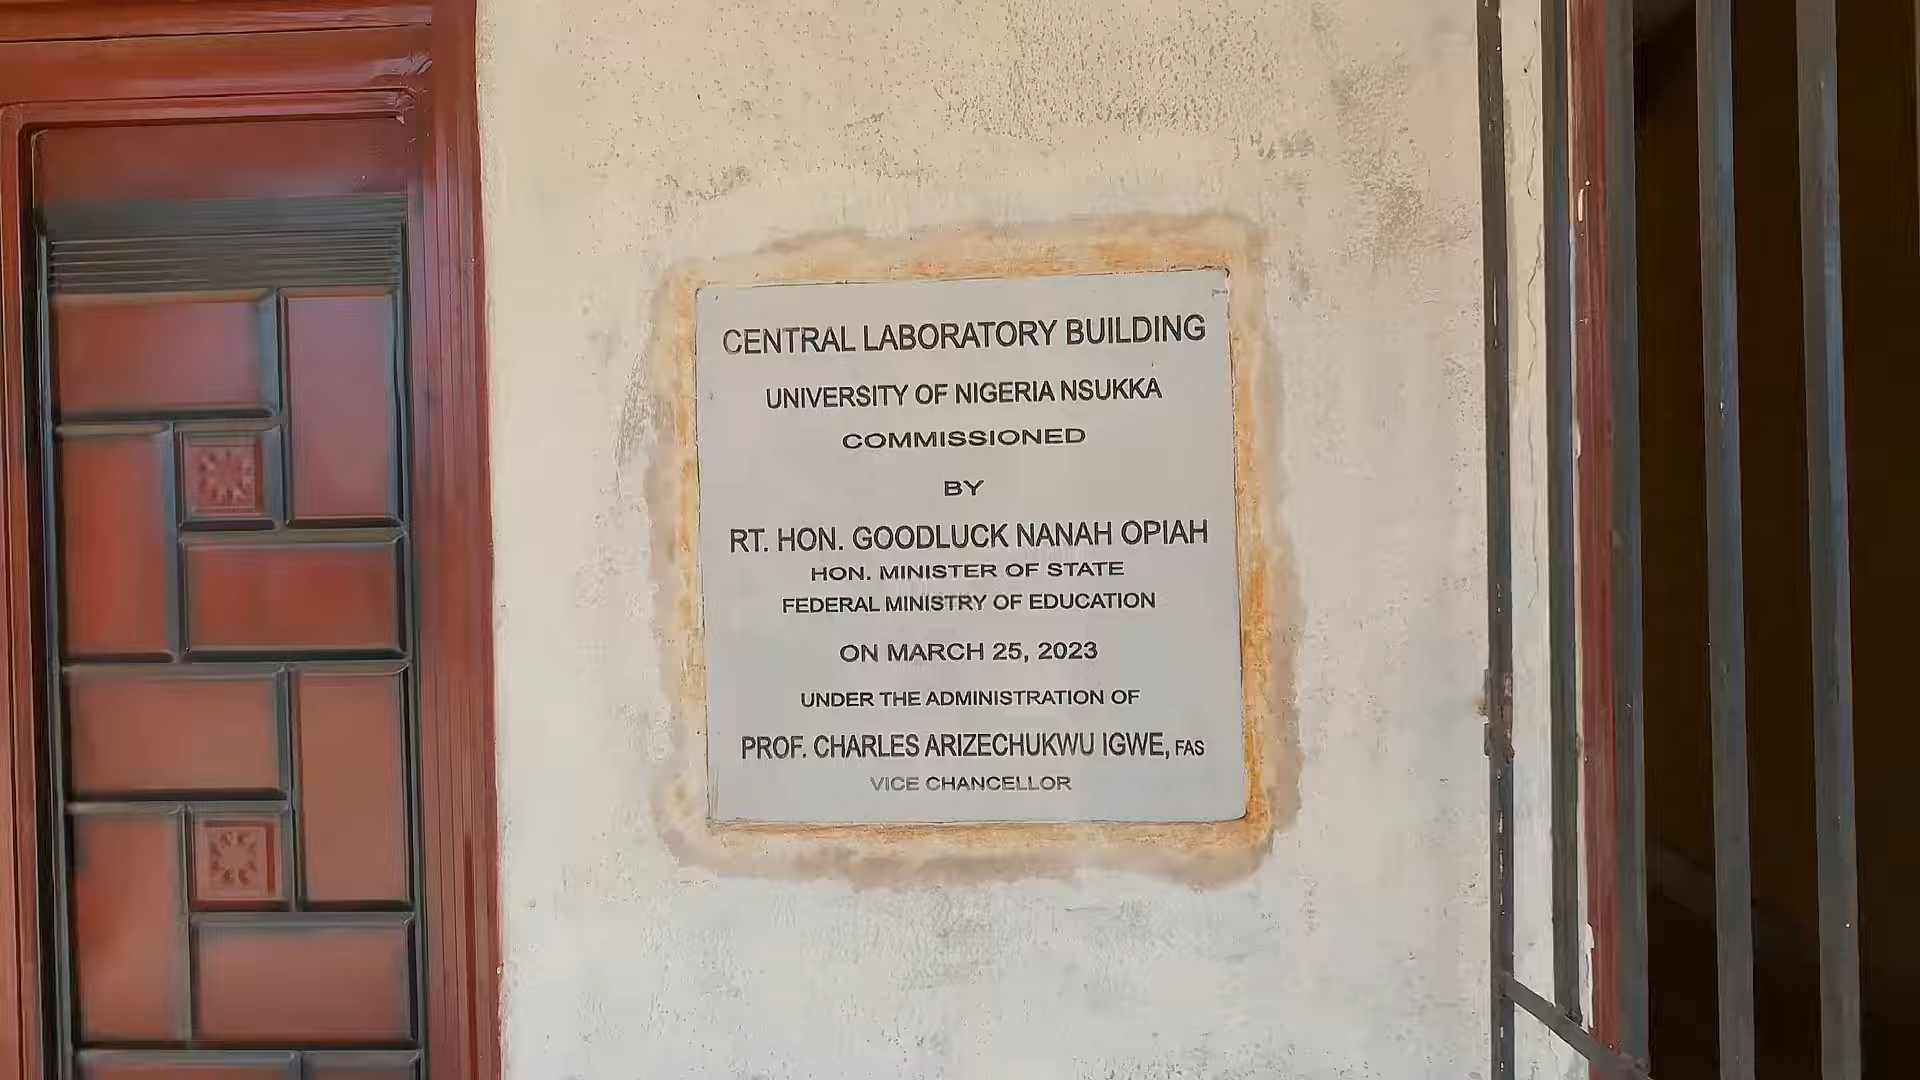 CENTRAL LABORATORY BUILDING
UNIVERSITY OF NIGERIA NSUKKA
COMMISSIONED
BY
RT. HON. GOODLUCK NANAH OPIAH
HON. MINISTER OF STATE
FEDERAL MINISTRY OF EDUCATION
ON MARCH 25, 2023
UNDER THE ADMINISTRATION OF
PROF. CHARLES ARIZECHUKWU IGWE, FAS
VICE CHANCELLOR